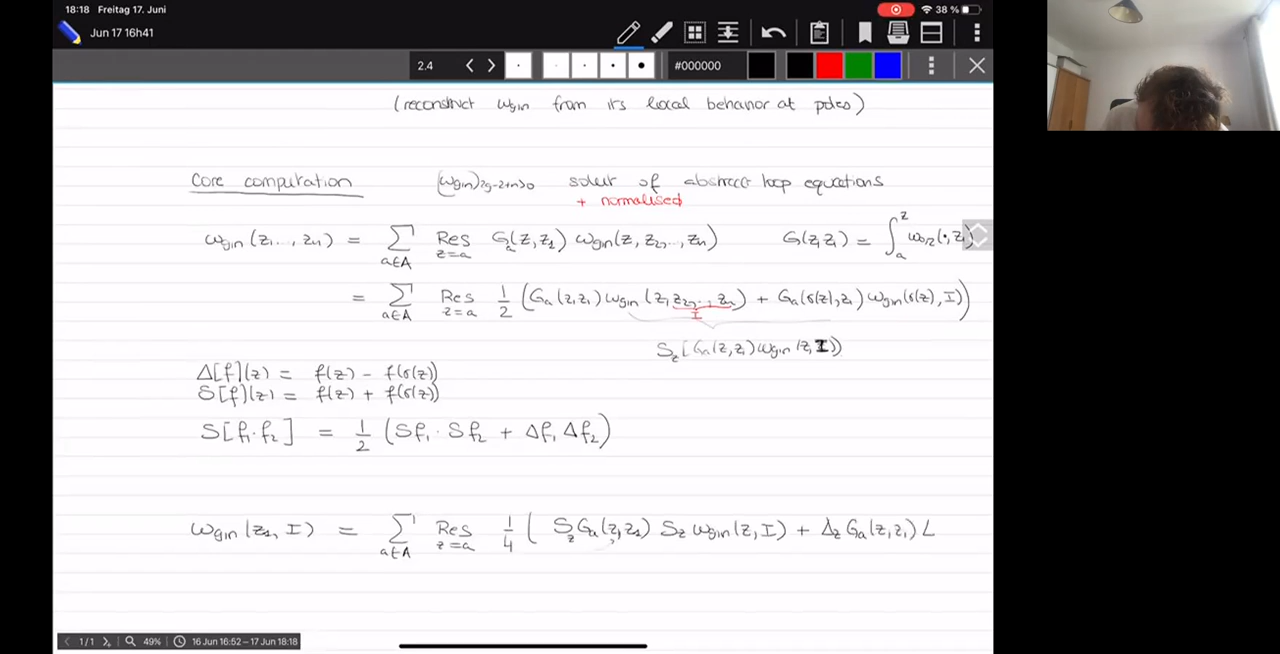 18:18 Freitag 17. Juni 38 %
Jun 17 16h41
2.4 #000000
(reconstruct ω_{g,n} from its local behavior at poles)
Core computation (ω_{g,n})_{2g-2+n>0} solut of abstract loop equations
+ normalised
ω_{g,n}(z_1..., z_n) = Σ_{a∈A} Res_{z=a} G_a(z,z_1) ω_{g,n}(z, z_2,..., z_n) G(z,z_1) = ∫_a^z ω_{0,2}(·,z_1)
= Σ_{a∈A} Res_{z=a} 1/2 (G_a(z,z_1) ω_{g,n}(z, z_2,..., z_n) + G_a(σ(z),z_1) ω_{g,n}(σ(z), I))
I
S_z[G_a(z,z_1) ω_{g,n}(z, I)]
Δ[f](z) = f(z) - f(σ(z))
S[f](z) = f(z) + f(σ(z))
S[f_1·f_2] = 1/2 (Sf_1 · Sf_2 + Δf_1 Δf_2)
ω_{g,n}(z_1, I) = Σ_{a∈A} Res_{z=a} 1/4 ( S_z G_a(z,z_1) S_z ω_{g,n}(z, I) + Δ_z G_a(z,z_1) L
1/1 49% 16 Jun 16:52 – 17 Jun 18:18